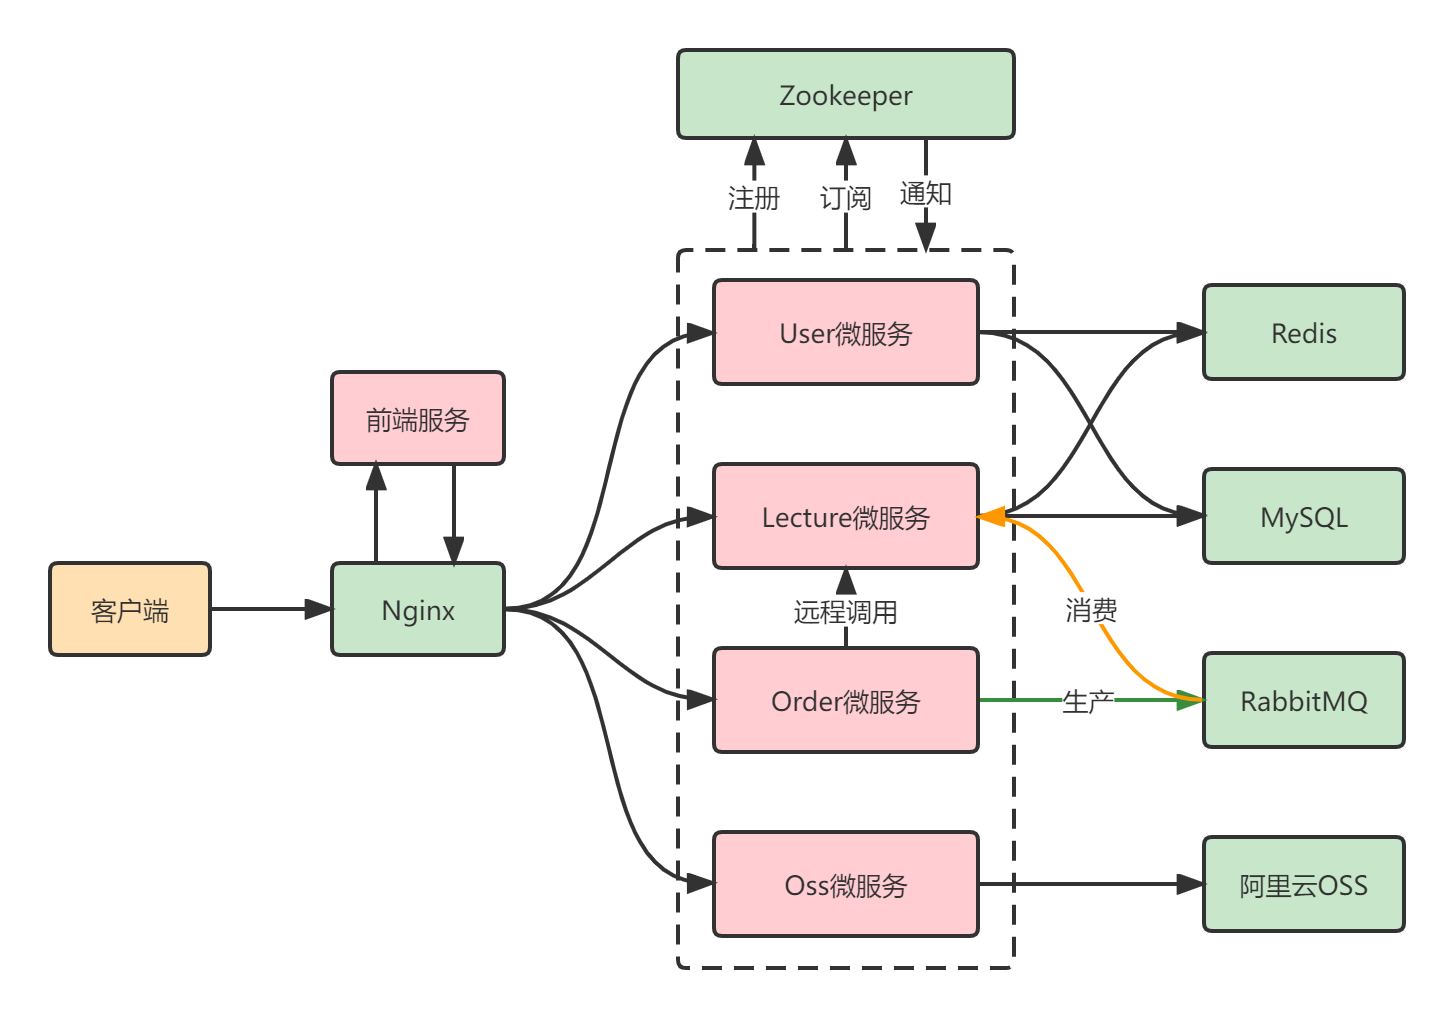 Zookeeper
注册
订阅
通知
User微服务
Redis
前端服务
Lecture微服务
MySQL
客户端
Nginx
远程调用
消费
Order微服务
生产
RabbitMQ
Oss微服务
阿里云OSS